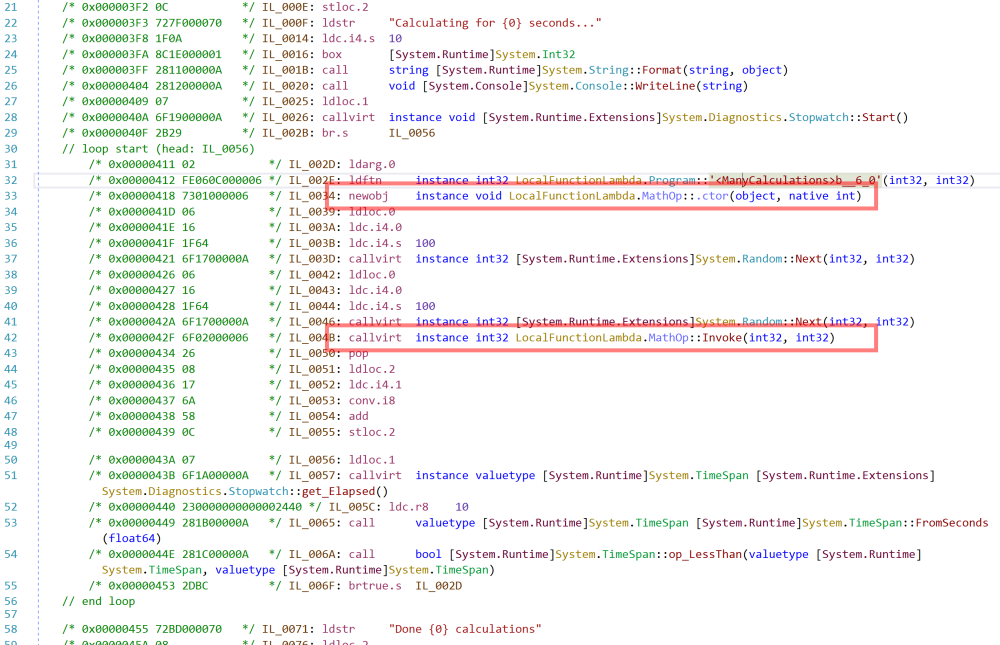 21 /* 0x000003F2 0C */ IL_000E: stloc.2
22 /* 0x000003F3 727F000070 */ IL_000F: ldstr "Calculating for {0} seconds..."
23 /* 0x000003F8 1F0A */ IL_0014: ldc.i4.s 10
24 /* 0x000003FA 8C1E000001 */ IL_0016: box [System.Runtime]System.Int32
25 /* 0x000003FF 281100000A */ IL_001B: call string [System.Runtime]System.String::Format(string, object)
26 /* 0x00000404 281200000A */ IL_0020: call void [System.Console]System.Console::WriteLine(string)
27 /* 0x00000409 07 */ IL_0025: ldloc.1
28 /* 0x0000040A 6F1900000A */ IL_0026: callvirt instance void [System.Runtime.Extensions]System.Diagnostics.Stopwatch::Start()
29 /* 0x0000040F 2B29 */ IL_002B: br.s IL_0056
30 // loop start (head: IL_0056)
31 /* 0x00000411 02 */ IL_002D: ldarg.0
32 /* 0x00000412 FE060C000006 */ IL_002E: ldftn instance int32 LocalFunctionLambda.Program::'<ManyCalculations>b__6_0'(int32, int32)
33 /* 0x00000418 7301000006 */ IL_0034: newobj instance void LocalFunctionLambda.MathOp::.ctor(object, native int)
34 /* 0x0000041D 06 */ IL_0039: ldloc.0
35 /* 0x0000041E 16 */ IL_003A: ldc.i4.0
36 /* 0x0000041F 1F64 */ IL_003B: ldc.i4.s 100
37 /* 0x00000421 6F1700000A */ IL_003D: callvirt instance int32 [System.Runtime.Extensions]System.Random::Next(int32, int32)
38 /* 0x00000426 06 */ IL_0042: ldloc.0
39 /* 0x00000427 16 */ IL_0043: ldc.i4.0
40 /* 0x00000428 1F64 */ IL_0044: ldc.i4.s 100
41 /* 0x0000042A 6F1700000A */ IL_0046: callvirt instance int32 [System.Runtime.Extensions]System.Random::Next(int32, int32)
42 /* 0x0000042F 6F02000006 */ IL_004B: callvirt instance int32 LocalFunctionLambda.MathOp::Invoke(int32, int32)
43 /* 0x00000434 26 */ IL_0050: pop
44 /* 0x00000435 08 */ IL_0051: ldloc.2
45 /* 0x00000436 17 */ IL_0052: ldc.i4.1
46 /* 0x00000437 6A */ IL_0053: conv.i8
47 /* 0x00000438 58 */ IL_0054: add
48 /* 0x00000439 0C */ IL_0055: stloc.2
49
50 /* 0x0000043A 07 */ IL_0056: ldloc.1
51 /* 0x0000043B 6F1A00000A */ IL_0057: callvirt instance valuetype [System.Runtime]System.TimeSpan [System.Runtime.Extensions]
System.Diagnostics.Stopwatch::get_Elapsed()
52 /* 0x00000440 230000000000002440 */ IL_005C: ldc.r8 10
53 /* 0x00000449 281B00000A */ IL_0065: call valuetype [System.Runtime]System.TimeSpan [System.Runtime]System.TimeSpan::FromSeconds
(float64)
54 /* 0x0000044E 281C00000A */ IL_006A: call bool [System.Runtime]System.TimeSpan::op_LessThan(valuetype [System.Runtime]
System.TimeSpan, valuetype [System.Runtime]System.TimeSpan)
55 /* 0x00000453 2DBC */ IL_006F: brtrue.s IL_002D
56 // end loop
57
58 /* 0x00000455 72BD000070 */ IL_0071: ldstr "Done {0} calculations"
59 /* 0x0000045A 08 */ IL_0076: ldloc.2